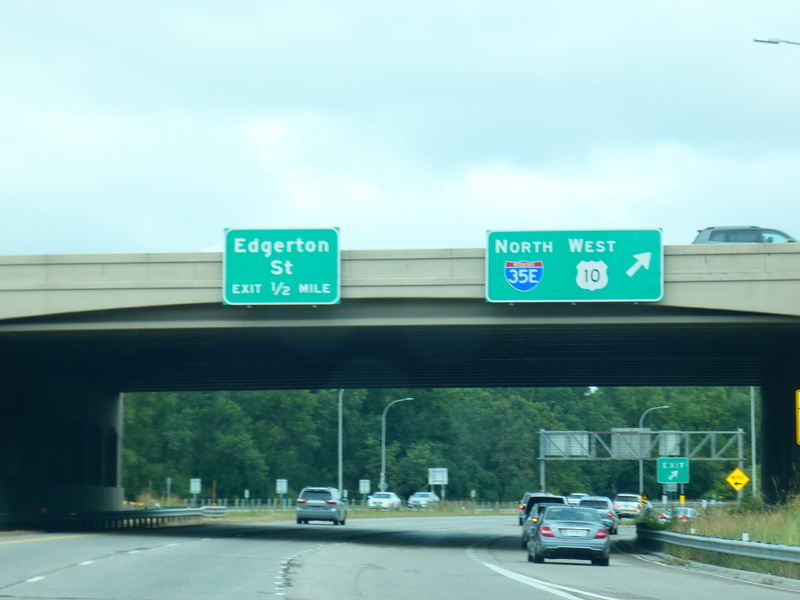 Edgerton
St
EXIT 1/2 MILE
NORTH WEST
35E 10
EXIT